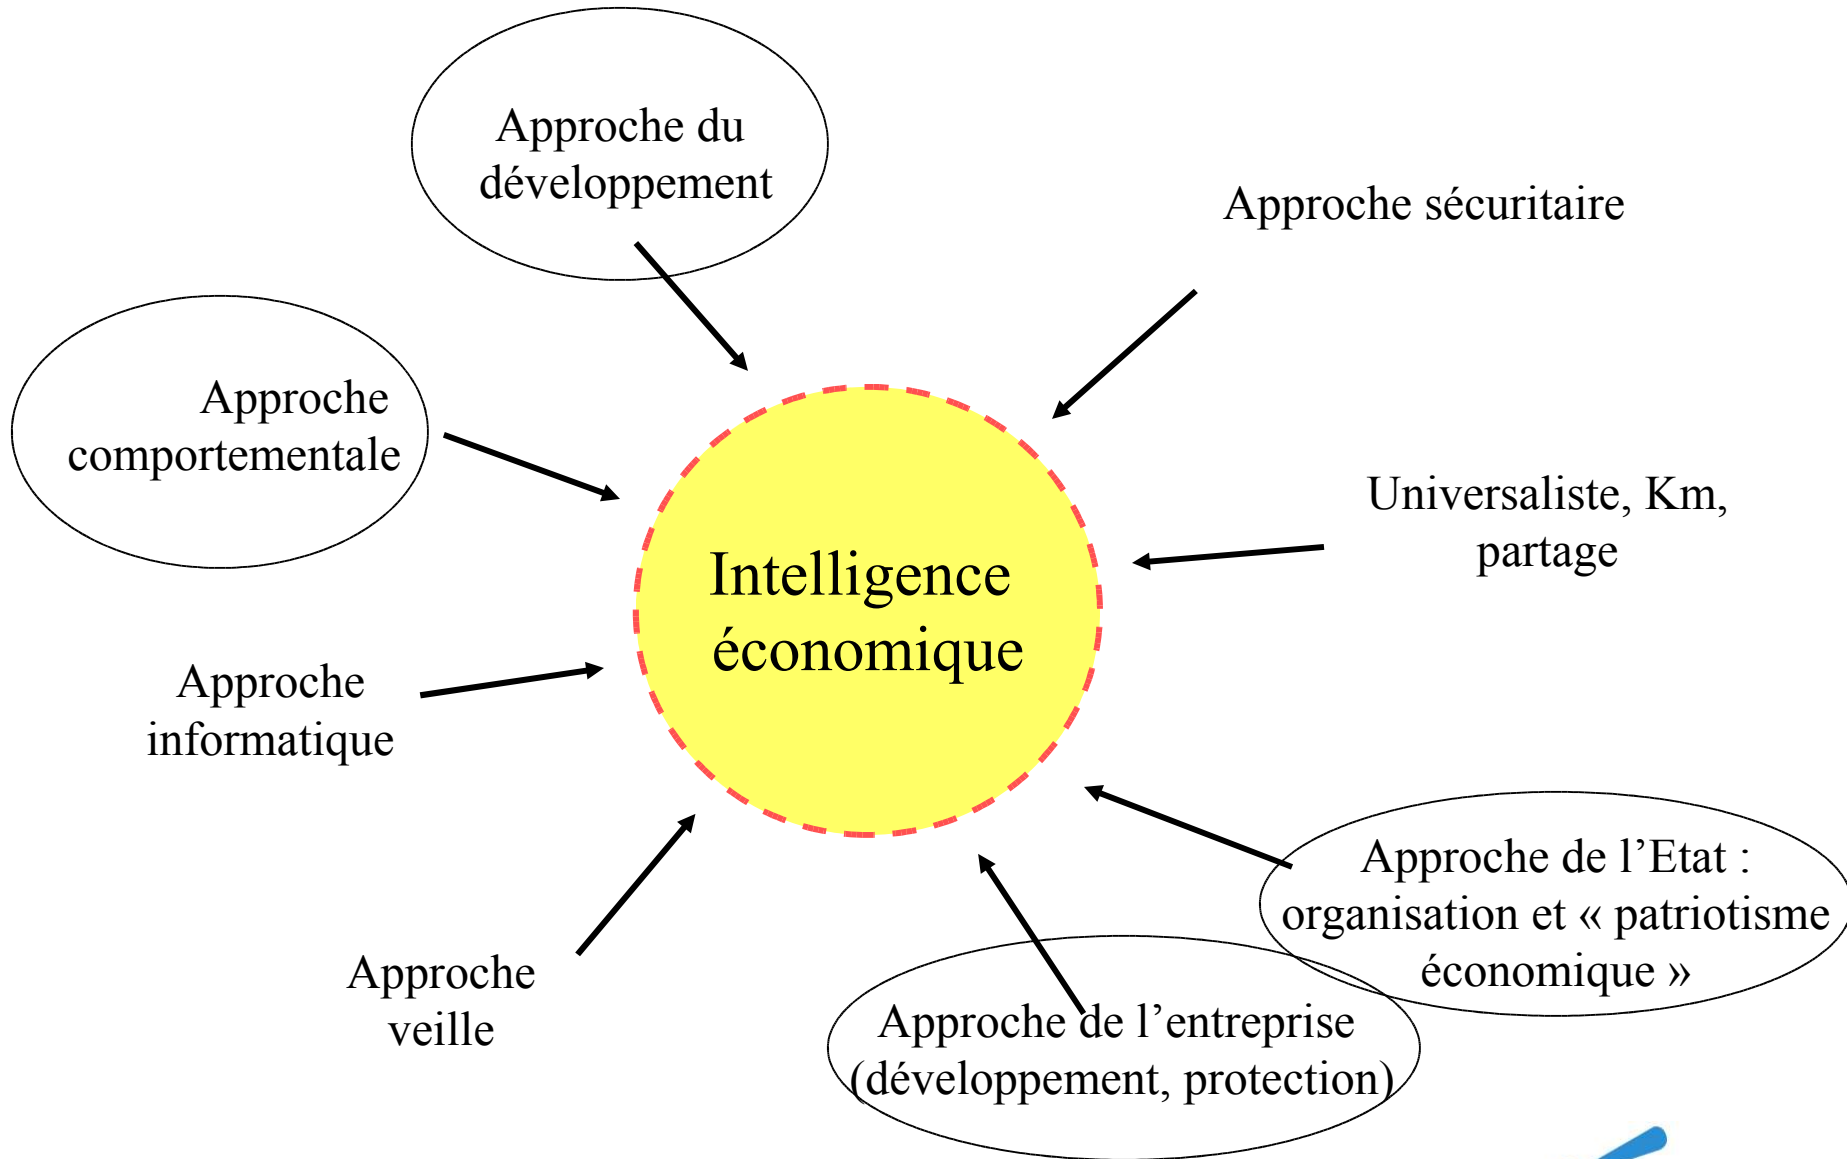 Approche du
développement
Approche sécuritaire
Approche
comportementale
Universaliste, Km,
partage
Intelligence
économique
Approche
informatique
Approche de l’Etat :
organisation et « patriotisme
économique »
Approche
veille
Approche de l’entreprise
(développement, protection)